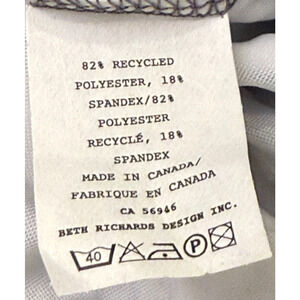 82% RECYCLED
POLYESTER, 18%
SPANDEX/82%
POLYESTER
RECYCLÉ, 18%
SPANDEX
MADE IN CANADA/
FABRIQUE EN CANADA
CA 56946
BETH RICHARDS DESIGN INC.
40 P